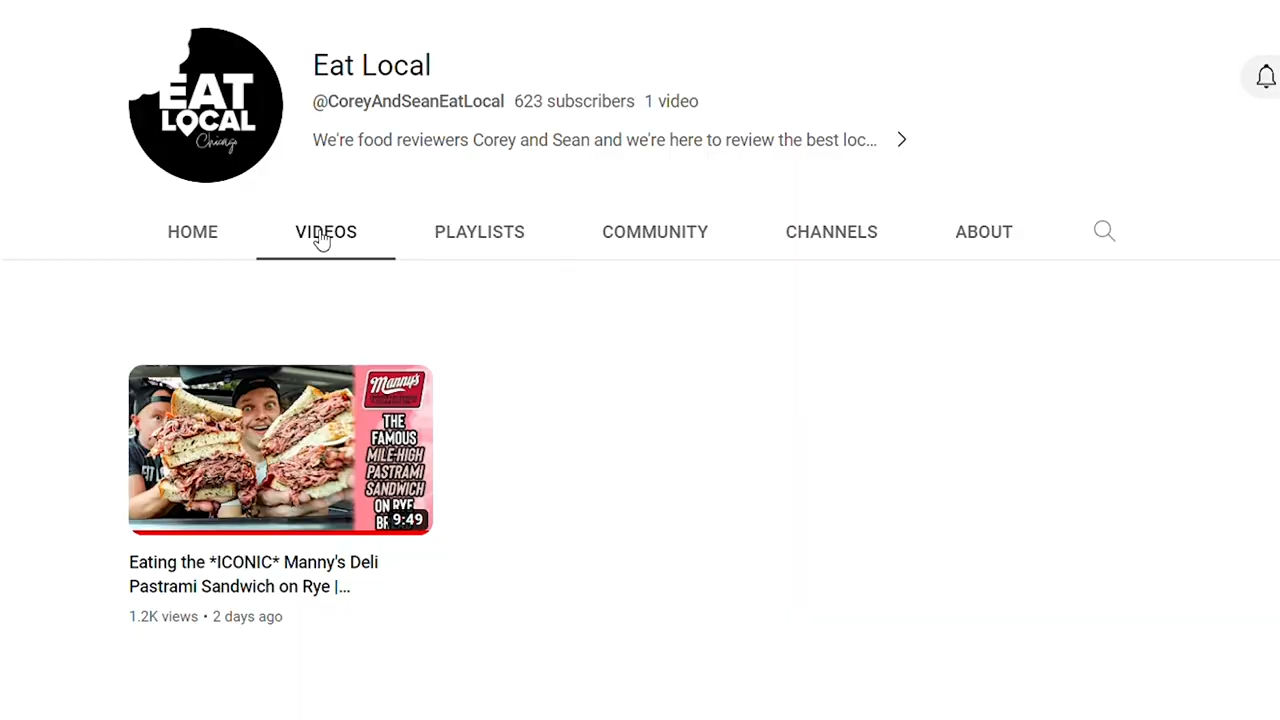 EAT
LOCAL
Chicago
Eat Local
@CoreyAndSeanEatLocal 623 subscribers 1 video
We're food reviewers Corey and Sean and we're here to review the best loc...
HOME VIDEOS PLAYLISTS COMMUNITY CHANNELS ABOUT
Manny's
THE
FAMOUS
MILE-HIGH
PASTRAMI
SANDWICH
ON RYE
9:49
Eating the *ICONIC* Manny's Deli
Pastrami Sandwich on Rye |...
1.2K views • 2 days ago